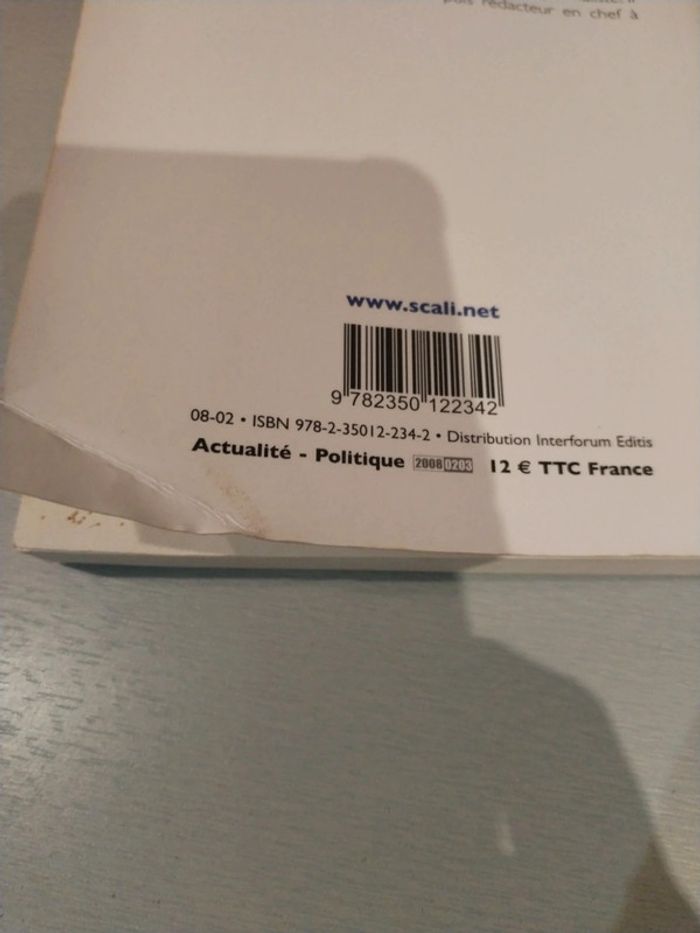 rédacteur en chef à
www.scali.net
9 782350 122342
08-02 • ISBN 978-2-35012-234-2 • Distribution Interforum Editis
Actualité - Politique 2008 0203 12 € TTC France